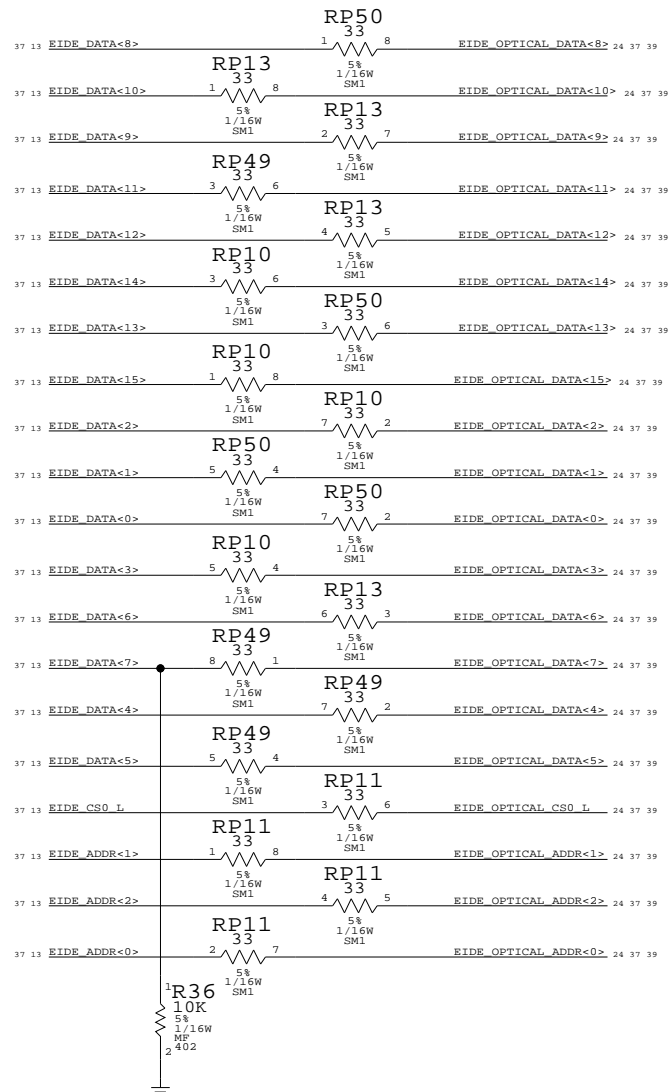 RP50
33
37 13 EIDE_DATA<8> 1 8 EIDE_OPTICAL_DATA<8> 24 37 39
5%
1/16W
SM1
RP13
33
37 13 EIDE_DATA<10> 1 8 EIDE_OPTICAL_DATA<10> 24 37 39
5%
1/16W
SM1
RP13
33
37 13 EIDE_DATA<9> 2 7 EIDE_OPTICAL_DATA<9> 24 37 39
5%
1/16W
SM1
RP49
33
37 13 EIDE_DATA<11> 3 6 EIDE_OPTICAL_DATA<11> 24 37 39
5%
1/16W
SM1
RP13
33
37 13 EIDE_DATA<12> 4 5 EIDE_OPTICAL_DATA<12> 24 37 39
5%
1/16W
SM1
RP10
33
37 13 EIDE_DATA<14> 3 6 EIDE_OPTICAL_DATA<14> 24 37 39
5%
1/16W
SM1
RP50
33
37 13 EIDE_DATA<13> 3 6 EIDE_OPTICAL_DATA<13> 24 37 39
5%
1/16W
SM1
RP10
33
37 13 EIDE_DATA<15> 1 8 EIDE_OPTICAL_DATA<15> 24 37 39
5%
1/16W
SM1
RP10
33
37 13 EIDE_DATA<2> 7 2 EIDE_OPTICAL_DATA<2> 24 37 39
5%
1/16W
SM1
RP50
33
37 13 EIDE_DATA<1> 5 4 EIDE_OPTICAL_DATA<1> 24 37 39
5%
1/16W
SM1
RP50
33
37 13 EIDE_DATA<0> 7 2 EIDE_OPTICAL_DATA<0> 24 37 39
5%
1/16W
SM1
RP10
33
37 13 EIDE_DATA<3> 5 4 EIDE_OPTICAL_DATA<3> 24 37 39
5%
1/16W
SM1
RP13
33
37 13 EIDE_DATA<6> 6 3 EIDE_OPTICAL_DATA<6> 24 37 39
5%
1/16W
SM1
RP49
33
37 13 EIDE_DATA<7> 8 1 EIDE_OPTICAL_DATA<7> 24 37 39
5%
1/16W
SM1
RP49
33
37 13 EIDE_DATA<4> 7 2 EIDE_OPTICAL_DATA<4> 24 37 39
5%
1/16W
SM1
RP49
33
37 13 EIDE_DATA<5> 5 4 EIDE_OPTICAL_DATA<5> 24 37 39
5%
1/16W
SM1
RP11
33
37 13 EIDE_CS0_L 3 6 EIDE_OPTICAL_CS0_L 24 37 39
5%
1/16W
SM1
RP11
33
37 13 EIDE_ADDR<1> 1 8 EIDE_OPTICAL_ADDR<1> 24 37 39
5%
1/16W
SM1
RP11
33
37 13 EIDE_ADDR<2> 4 5 EIDE_OPTICAL_ADDR<2> 24 37 39
5%
1/16W
SM1
RP11
33
37 13 EIDE_ADDR<0> 2 7 EIDE_OPTICAL_ADDR<0> 24 37 39
5%
1/16W
SM1
1 R36
10K
5%
1/16W
MF
2 402